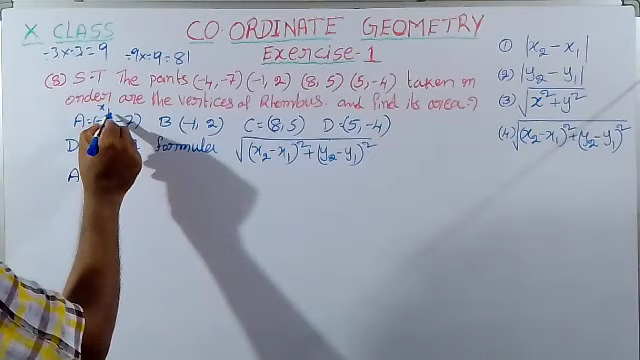 X CLASS CO-ORDINATE GEOMETRY
-3x-3=9 -9x-9=81 Exercise-1
(8) S.T The points (-4,-7) (-1, 2) (8, 5) (5,-4) taken in
order are the vertices of Rhombus. and find its area?
x₁
A=( -7) B (-1, 2) C=(8,5) D=(5,-4)
D formula √(x₂-x₁)²+(y₂-y₁)²
A
① |x₂-x₁|
(2) |y₂-y₁|
(3) √x²+y²
(4) √(x₂-x₁)²+(y₂-y₁)²